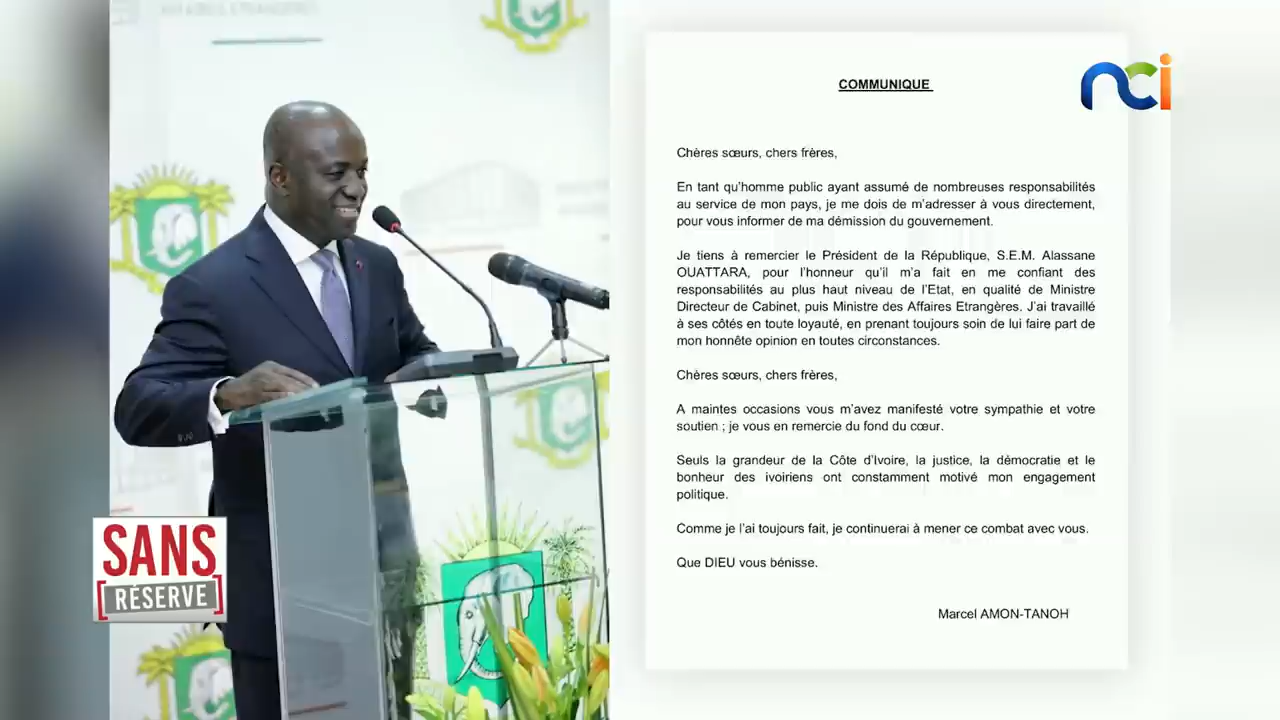 AFFAIRES ETRANGERES
nci
COMMUNIQUE
Chères sœurs, chers frères,
En tant qu'homme public ayant assumé de nombreuses responsabilités
au service de mon pays, je me dois de m'adresser à vous directement,
pour vous informer de ma démission du gouvernement.
Je tiens à remercier le Président de la République, S.E.M. Alassane
OUATTARA, pour l'honneur qu'il m'a fait en me confiant des
responsabilités au plus haut niveau de l'Etat, en qualité de Ministre
Directeur de Cabinet, puis Ministre des Affaires Etrangères. J'ai travaillé
à ses côtés en toute loyauté, en prenant toujours soin de lui faire part de
mon honnête opinion en toutes circonstances.
Chères sœurs, chers frères,
A maintes occasions vous m'avez manifesté votre sympathie et votre
soutien ; je vous en remercie du fond du cœur.
Seuls la grandeur de la Côte d'Ivoire, la justice, la démocratie et le
bonheur des ivoiriens ont constamment motivé mon engagement
politique.
Comme je l'ai toujours fait, je continuerai à mener ce combat avec vous.
Que DIEU vous bénisse.
Marcel AMON-TANOH
SANS
RÉSERVE